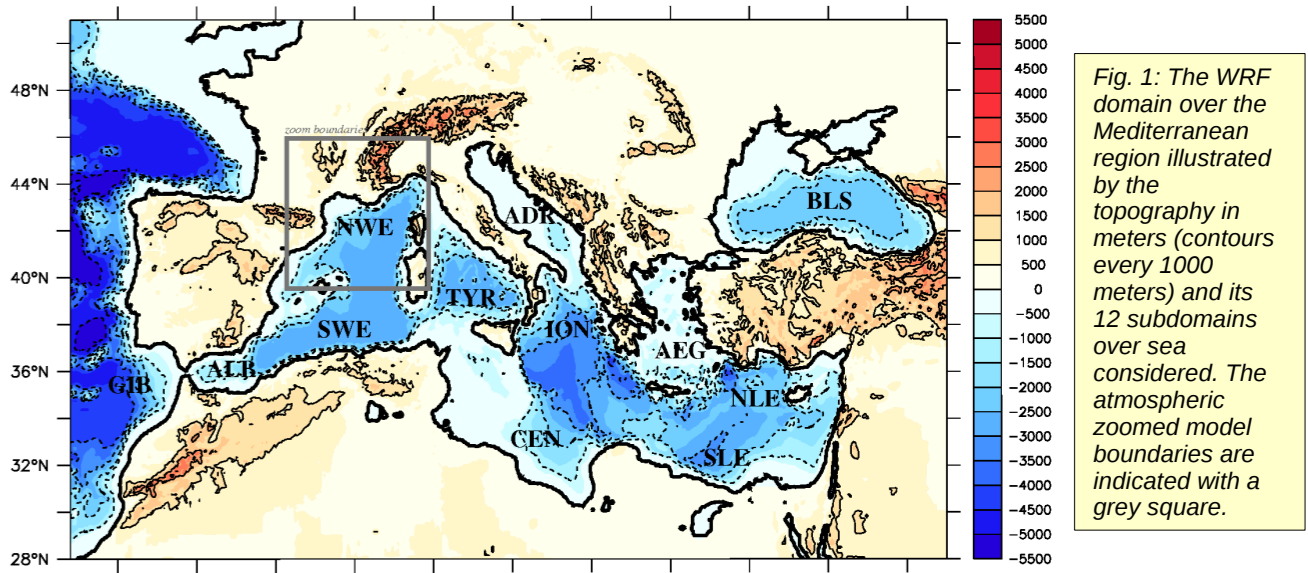 48°N
44°N
40°N
36°N
32°N
28°N
zoom boundaries
NWE
ADR
BLS
TYR
SWE
ION
ALB
AEG
GIB
NLE
CEN
SLE
5500
5000
4500
4000
3500
3000
2500
2000
1500
1000
500
0
−500
−1000
−1500
−2000
−2500
−3000
−3500
−4000
−4500
−5000
−5500
Fig. 1: The WRF
domain over the
Mediterranean
region illustrated
by the
topography in
meters (contours
every 1000
meters) and its
12 subdomains
over sea
considered. The
atmospheric
zoomed model
boundaries are
indicated with a
grey square.